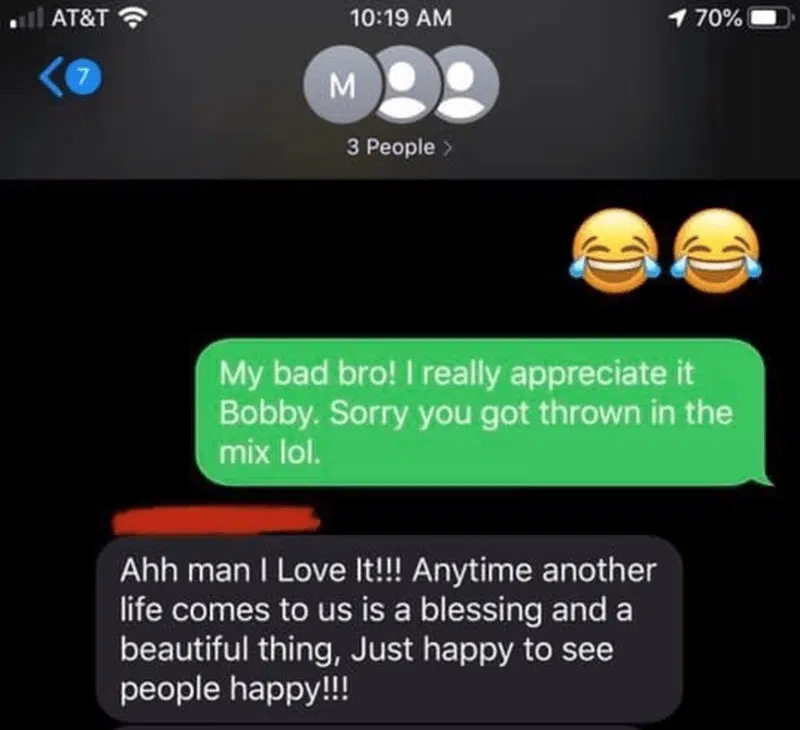 AT&T 10:19 AM 70%
7
M
3 People >
😂😂
My bad bro! I really appreciate it
Bobby. Sorry you got thrown in the
mix lol.
Ahh man I Love It!!! Anytime another
life comes to us is a blessing and a
beautiful thing, Just happy to see
people happy!!!